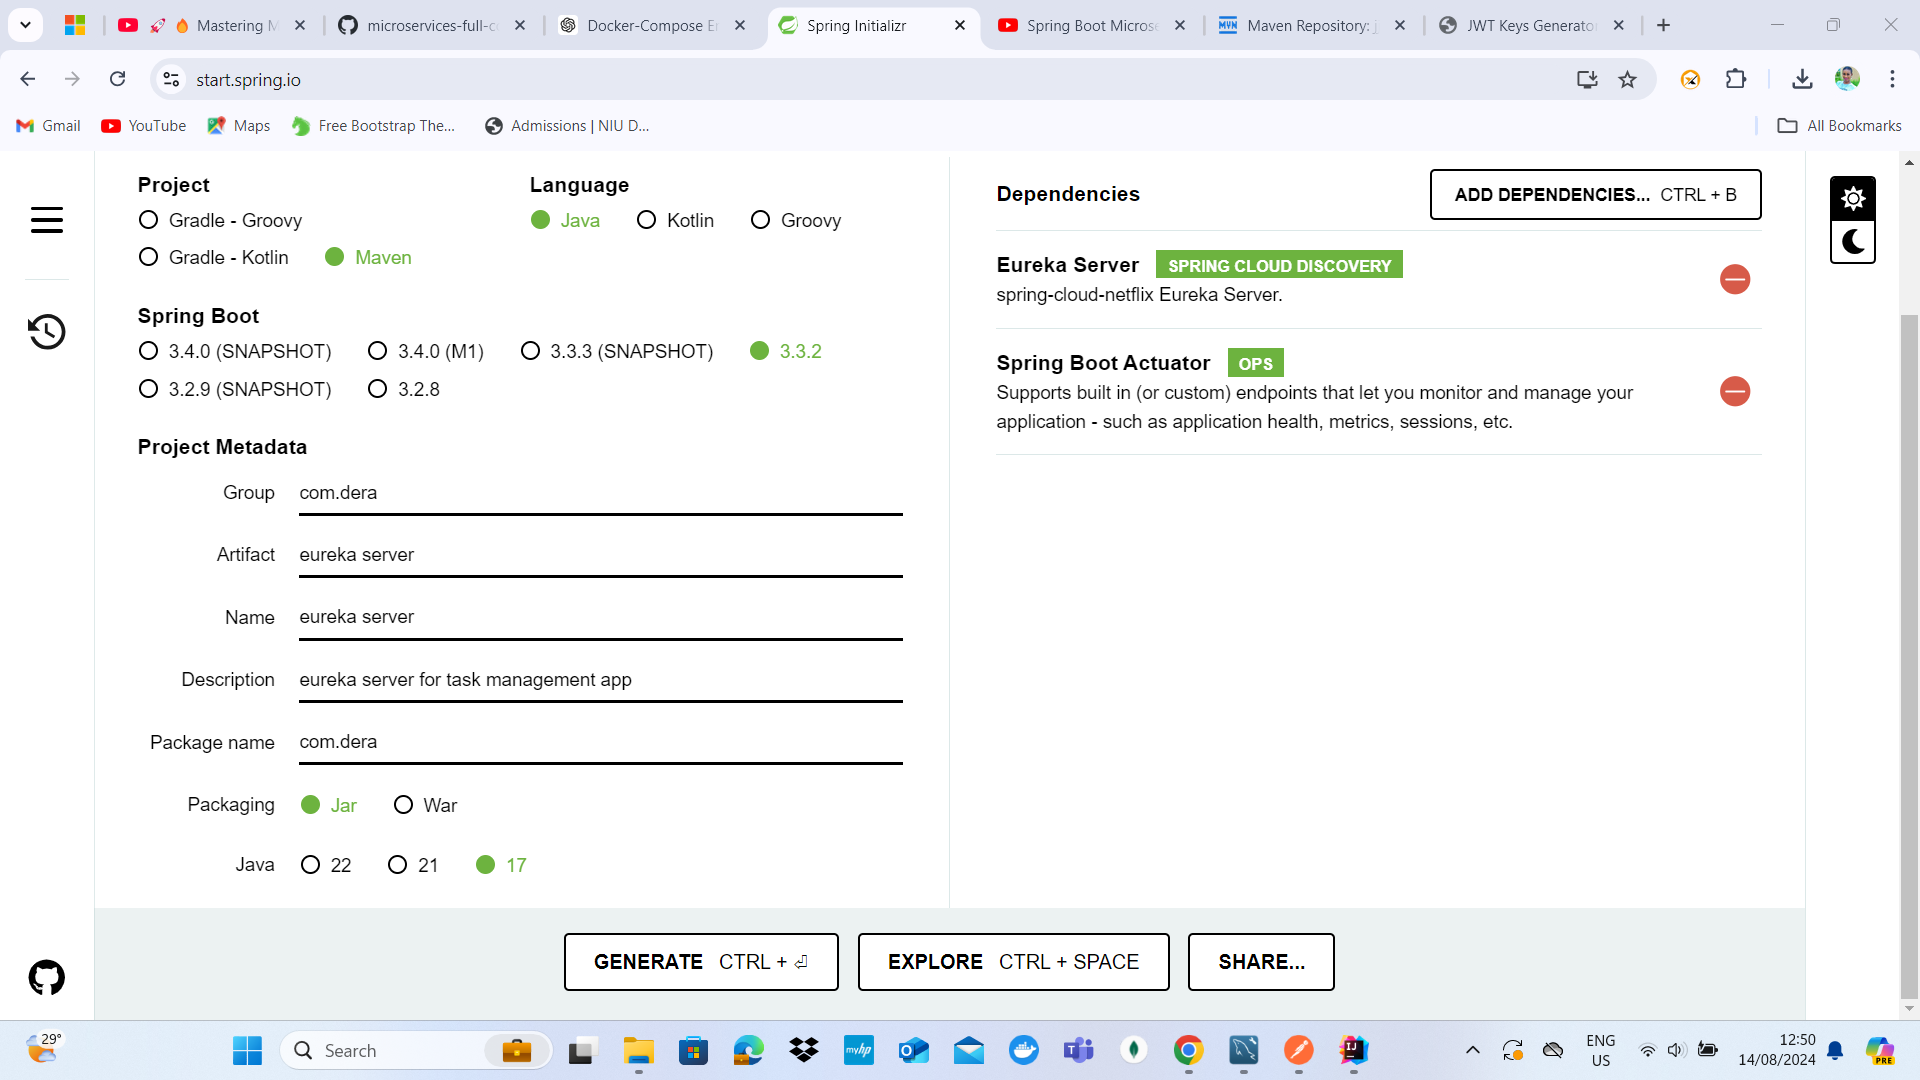 Mastering M
microservices-full-co
Docker-Compose Er
Spring Initializr
Spring Boot Microse
Maven Repository: j
JWT Keys Generato
start.spring.io
Gmail
YouTube
Maps
Free Bootstrap The...
Admissions | NIU D...
All Bookmarks
Project
Gradle - Groovy
Gradle - Kotlin
Maven
Language
Java
Kotlin
Groovy
Spring Boot
3.4.0 (SNAPSHOT)
3.4.0 (M1)
3.3.3 (SNAPSHOT)
3.3.2
3.2.9 (SNAPSHOT)
3.2.8
Project Metadata
Group com.dera
Artifact eureka server
Name eureka server
Description eureka server for task management app
Package name com.dera
Packaging Jar War
Java 22 21 17
Dependencies
ADD DEPENDENCIES... CTRL + B
Eureka Server SPRING CLOUD DISCOVERY
spring-cloud-netflix Eureka Server.
Spring Boot Actuator OPS
Supports built in (or custom) endpoints that let you monitor and manage your
application - such as application health, metrics, sessions, etc.
GENERATE CTRL + ⏎
EXPLORE CTRL + SPACE
SHARE...
29°
Search
myhp
ENG
US
12:50
14/08/2024
PRE